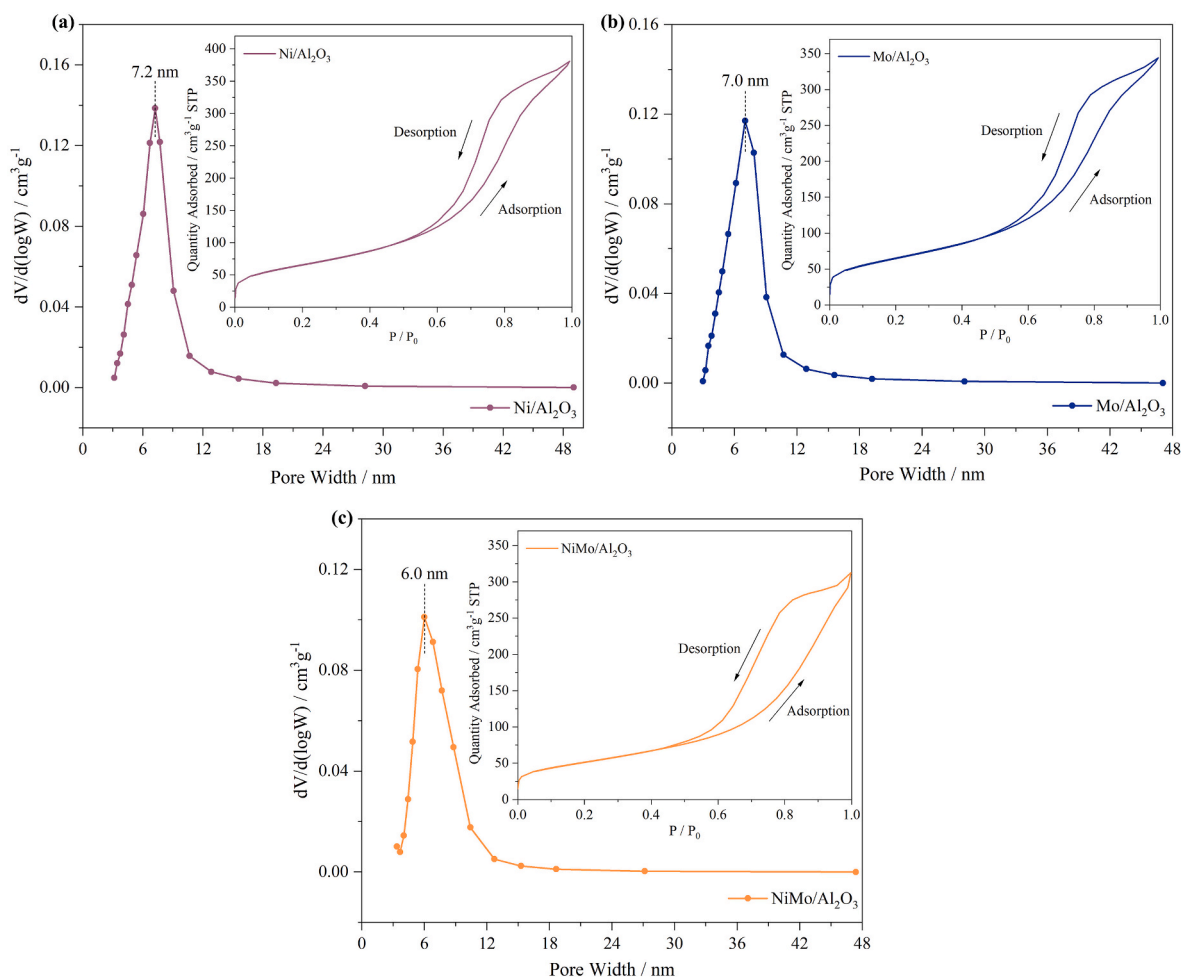 (a)
dV/d(logW) / cm³g⁻¹
0.16
0.12
0.08
0.04
0.00
7.2 nm
Ni/Al₂O₃
0 6 12 18 24 30 36 42 48
Pore Width / nm
Quantity Adsorbed / cm³g⁻¹ STP
400
350
300
250
200
150
100
50
0
Ni/Al₂O₃
Desorption
Adsorption
0.0 0.2 0.4 0.6 0.8 1.0
P / P₀
(b)
dV/d(logW) / cm³g⁻¹
0.16
0.12
0.08
0.04
0.00
7.0 nm
Mo/Al₂O₃
0 6 12 18 24 30 36 42 48
Pore Width / nm
Quantity Adsorbed / cm³g⁻¹ STP
350
300
250
200
150
100
50
0
Mo/Al₂O₃
Desorption
Adsorption
0.0 0.2 0.4 0.6 0.8 1.0
P / P₀
(c)
dV/d(logW) / cm³g⁻¹
0.12
0.08
0.04
0.00
6.0 nm
NiMo/Al₂O₃
0 6 12 18 24 30 36 42 48
Pore Width / nm
Quantity Adsorbed / cm³g⁻¹ STP
350
300
250
200
150
100
50
0
NiMo/Al₂O₃
Desorption
Adsorption
0.0 0.2 0.4 0.6 0.8 1.0
P / P₀